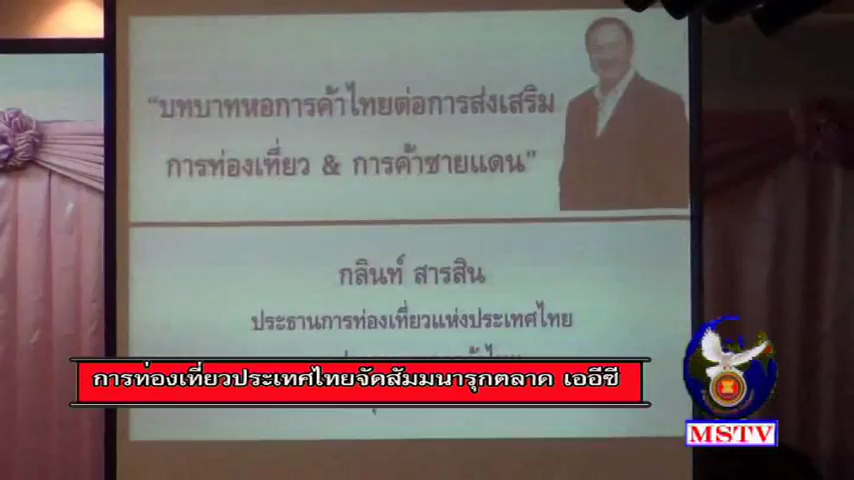 “บทบาทหอการค้าไทยต่อการส่งเสริม
การท่องเที่ยว & การค้าชายแดน”
กลินท์ สารสิน
ประธานการท่องเที่ยวแห่งประเทศไทย
การท่องเที่ยวประเทศไทยจัดสัมมนารุกตลาด เออีซี
MSTV